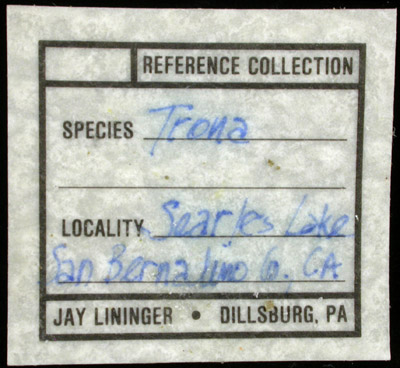 REFERENCE COLLECTION
SPECIES Trona
LOCALITY Searles Lake
San Bernadino Co, CA
JAY LININGER • DILLSBURG, PA